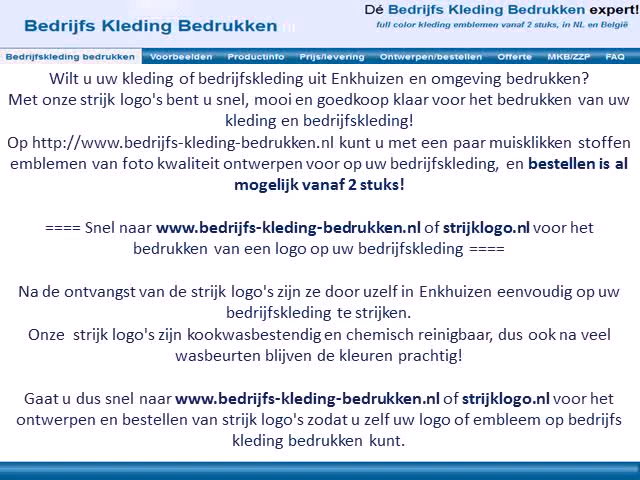 Bedrijfs Kleding Bedrukken .nl
Dé Bedrijfs Kleding Bedrukken expert!
full color kleding emblemen vanaf 2 stuks, in NL en België
Bedrijfskleding bedrukken Voorbeelden Productinfo Prijs/levering Ontwerpen/bestellen Offerte MKB/ZZP FAQ
Wilt u uw kleding of bedrijfskleding uit Enkhuizen en omgeving bedrukken?
Met onze strijk logo's bent u snel, mooi en goedkoop klaar voor het bedrukken van uw
kleding en bedrijfskleding!
Op http://www.bedrijfs-kleding-bedrukken.nl kunt u met een paar muisklikken stoffen
emblemen van foto kwaliteit ontwerpen voor op uw bedrijfskleding, en bestellen is al
mogelijk vanaf 2 stuks!
==== Snel naar www.bedrijfs-kleding-bedrukken.nl of strijklogo.nl voor het
bedrukken van een logo op uw bedrijfskleding ====
Na de ontvangst van de strijk logo's zijn ze door uzelf in Enkhuizen eenvoudig op uw
bedrijfskleding te strijken.
Onze strijk logo's zijn kookwasbestendig en chemisch reinigbaar, dus ook na veel
wasbeurten blijven de kleuren prachtig!
Gaat u dus snel naar www.bedrijfs-kleding-bedrukken.nl of strijklogo.nl voor het
ontwerpen en bestellen van strijk logo's zodat u zelf uw logo of embleem op bedrijfs
kleding bedrukken kunt.